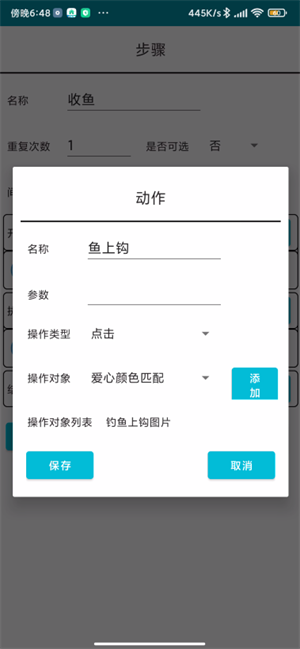 傍晚6:48 445K/s
步骤
名称 收鱼
重复次数 1 是否可选 否
动作
名称 鱼上钩
参数
操作类型 点击
操作对象 爱心颜色匹配 添加
操作对象列表 钓鱼上钩图片
保存 取消